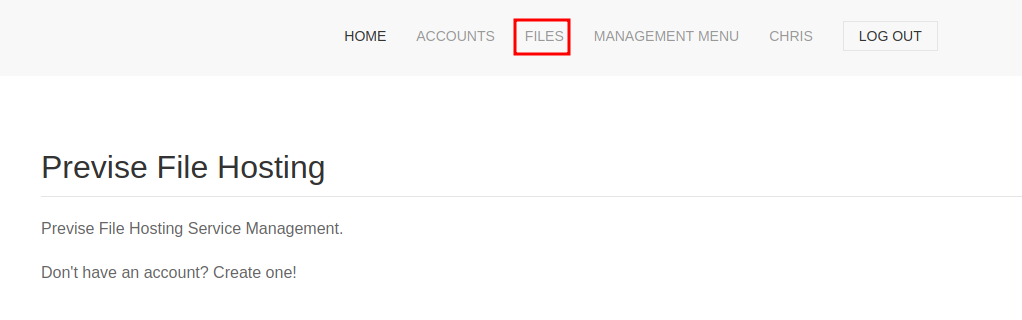 HOME ACCOUNTS FILES MANAGEMENT MENU CHRIS LOG OUT
Previse File Hosting
Previse File Hosting Service Management.
Don't have an account? Create one!